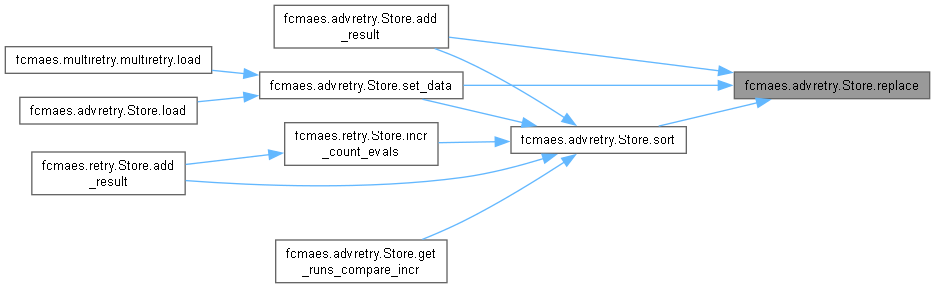 fcmaes.advretry.Store.add
_result
fcmaes.multiretry.multiretry.load
fcmaes.advretry.Store.set_data
fcmaes.advretry.Store.replace
fcmaes.advretry.Store.load
fcmaes.retry.Store.incr
_count_evals
fcmaes.advretry.Store.sort
fcmaes.retry.Store.add
_result
fcmaes.advretry.Store.get
_runs_compare_incr